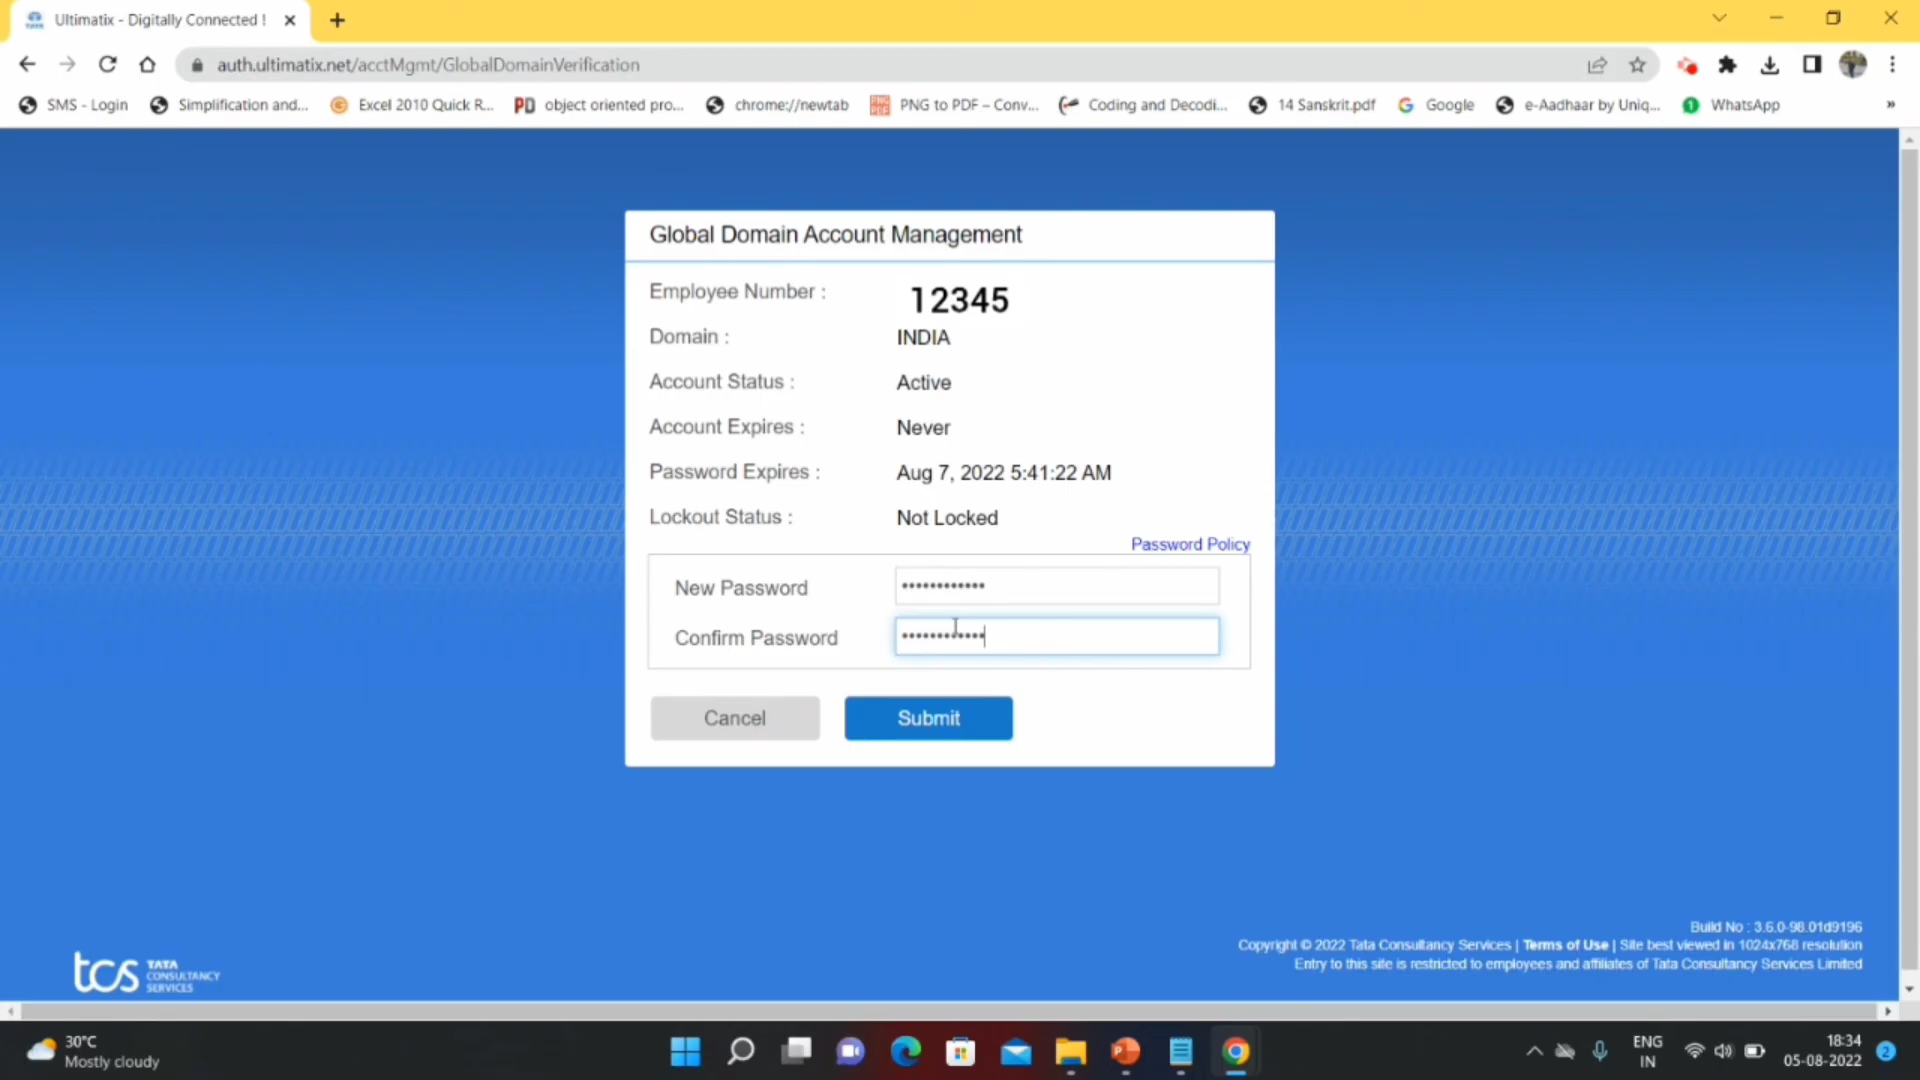 Ultimatix - Digitally Connected !
auth.ultimatix.net/acctMgmt/GlobalDomainVerification
SMS - Login Simplification and... Excel 2010 Quick R... PD object oriented pro... chrome://newtab PNG to PDF – Conv... Coding and Decodi... 14 Sanskrit.pdf Google e-Aadhaar by Uniq... WhatsApp »
Global Domain Account Management
Employee Number : 12345
Domain : INDIA
Account Status : Active
Account Expires : Never
Password Expires : Aug 7, 2022 5:41:22 AM
Lockout Status : Not Locked
Password Policy
New Password ••••••••••••
Confirm Password ••••••••••••
Cancel Submit
Build No : 3.6.0-98.01d9196
Copyright © 2022 Tata Consultancy Services | Terms of Use | Site best viewed in 1024x768 resolution
Entry to this site is restricted to employees and affiliates of Tata Consultancy Services Limited
tcs TATA
CONSULTANCY
SERVICES
30°C
Mostly cloudy
ENG
IN
18:34
05-08-2022
2